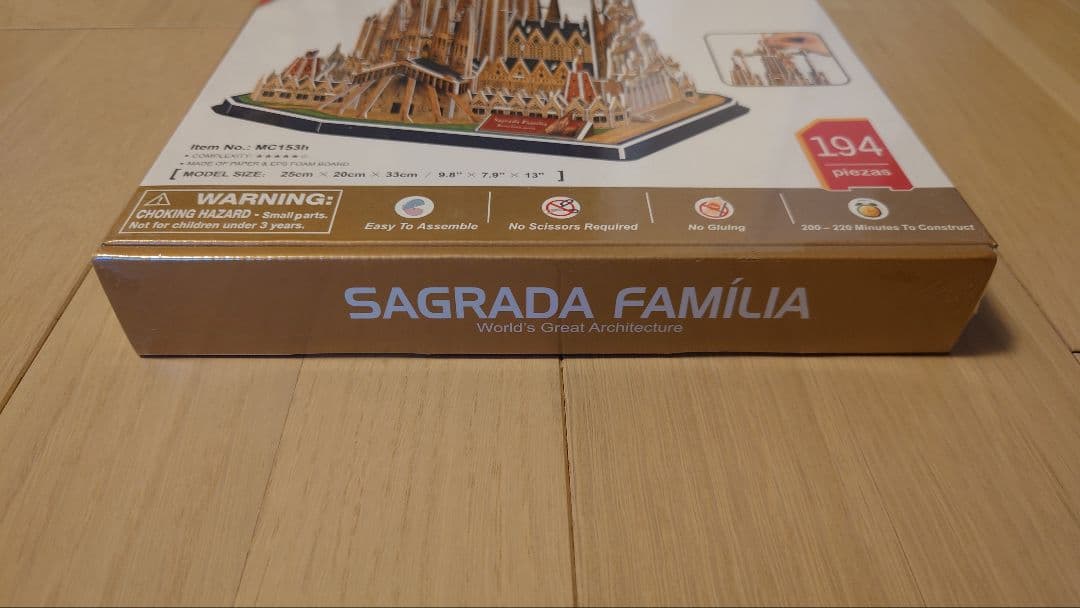 Sagrada Família
Item No.: MC153h
• COMPLEXITY: ★★★★★☆
• MADE OF PAPER & EPS FOAM BOARD
[ MODEL SIZE: 25cm × 20cm × 33cm / 9.8" × 7.9" × 13" ]
194
piezas
WARNING:
CHOKING HAZARD - Small parts.
Not for children under 3 years.
Easy To Assemble
No Scissors Required
No Gluing
200 – 220 Minutes To Construct
SAGRADA FAMÍLIA
World's Great Architecture